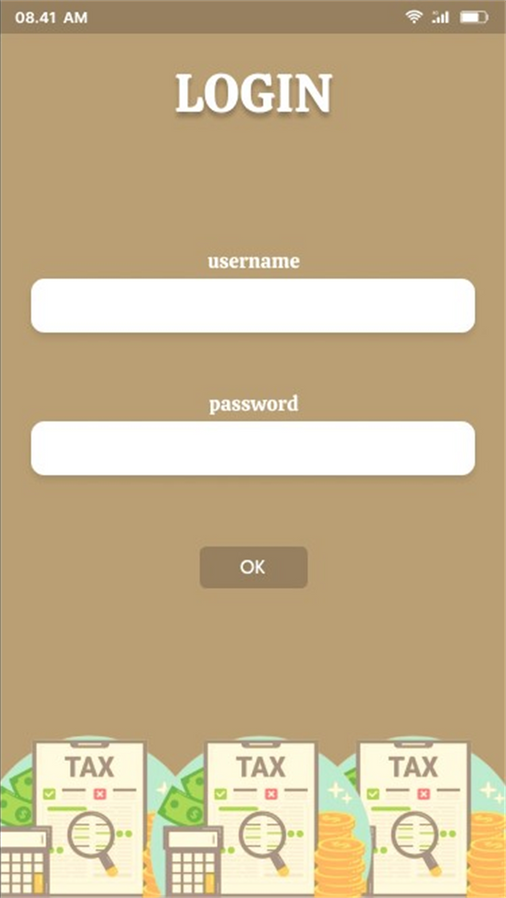 08.41 AM
LOGIN
username
password
OK
TAX
TAX
TAX